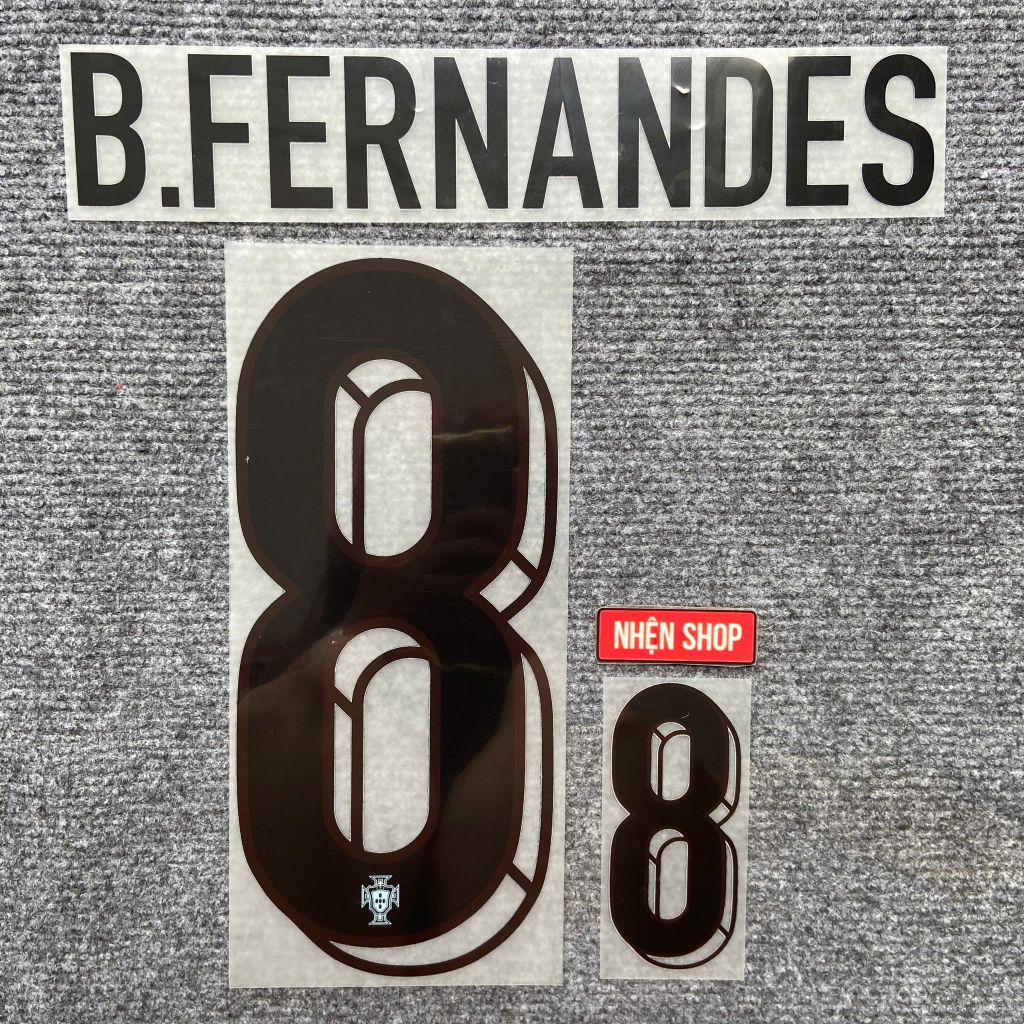 B.FERNANDES
8
NHỆN SHOP
8